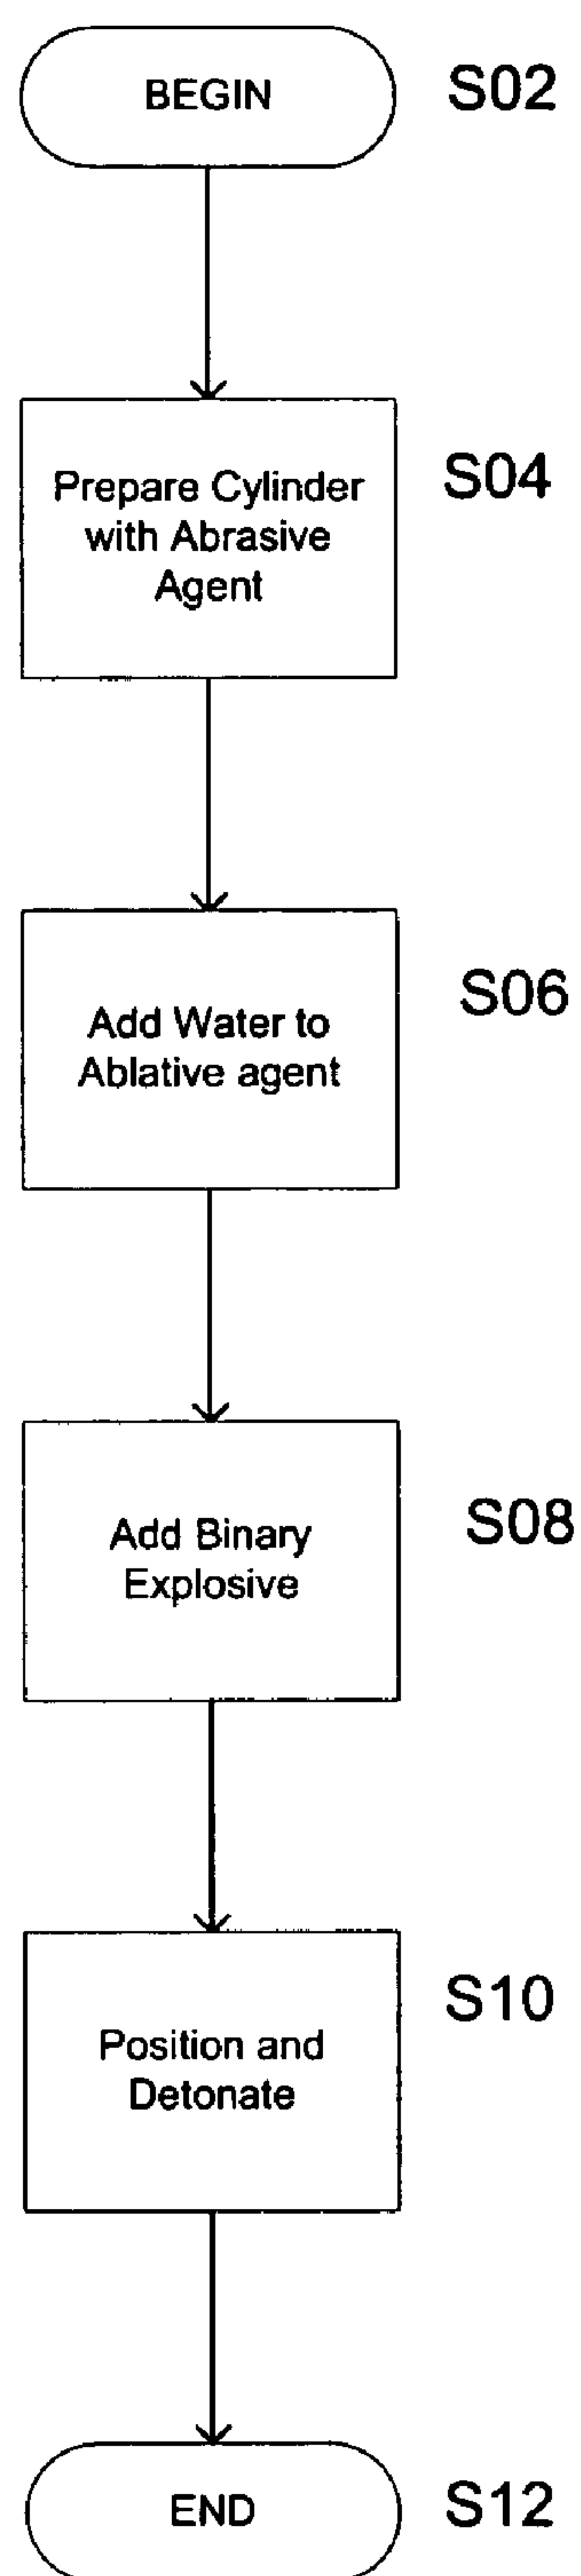 BEGIN
S02
Prepare Cylinder
with Abrasive
Agent
S04
Add Water to
Ablative agent
S06
Add Binary
Explosive
S08
Position and
Detonate
S10
END
S12